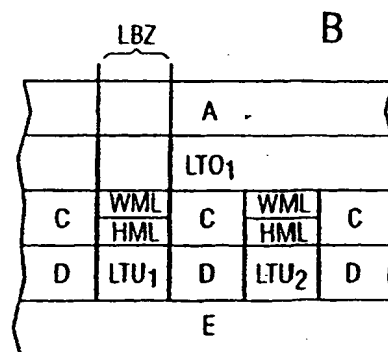 LBZ
B
A
LTO1
C WML C WML C
HML HML
D LTU1 D LTU2 D
E